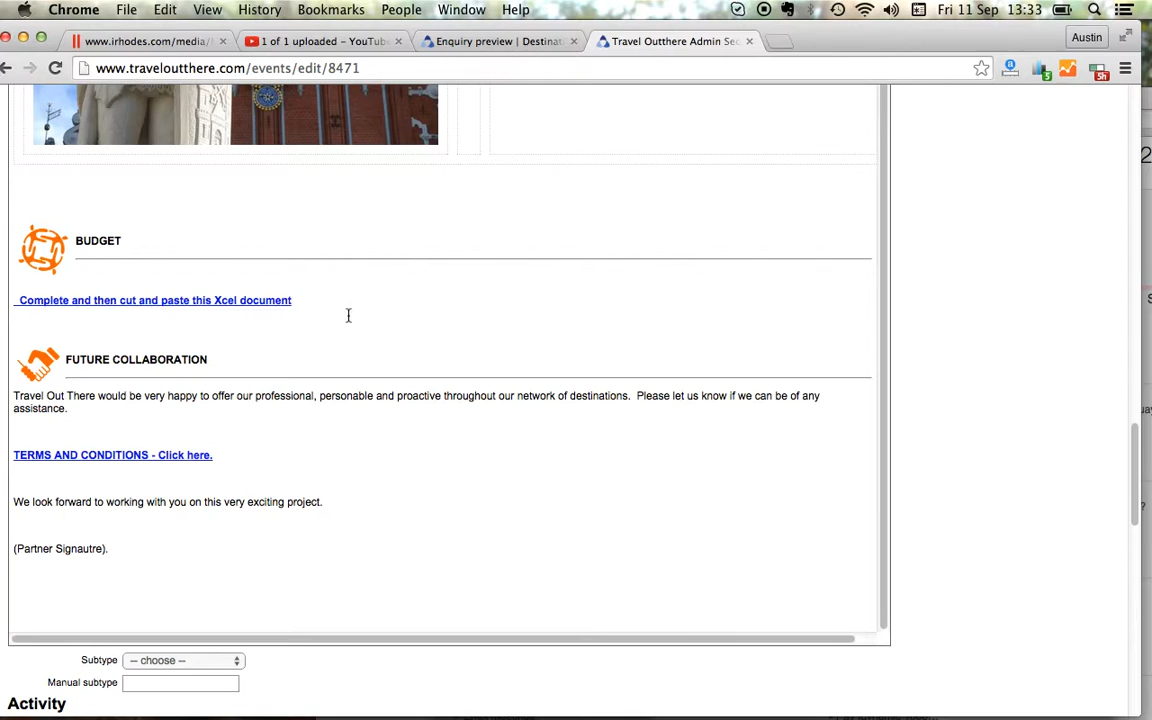 Chrome File Edit View History Bookmarks People Window Help Fri 11 Sep 13:33
www.irhodes.com/media/ 1 of 1 uploaded - YouTube Enquiry preview | Destinat Travel Outthere Admin Sec Austin
www.traveloutthere.com/events/edit/8471
BUDGET
Complete and then cut and paste this Xcel document
FUTURE COLLABORATION
Travel Out There would be very happy to offer our professional, personable and proactive throughout our network of destinations. Please let us know if we can be of any
assistance.
TERMS AND CONDITIONS - Click here.
We look forward to working with you on this very exciting project.
(Partner Signautre).
Subtype -- choose --
Manual subtype
Activity